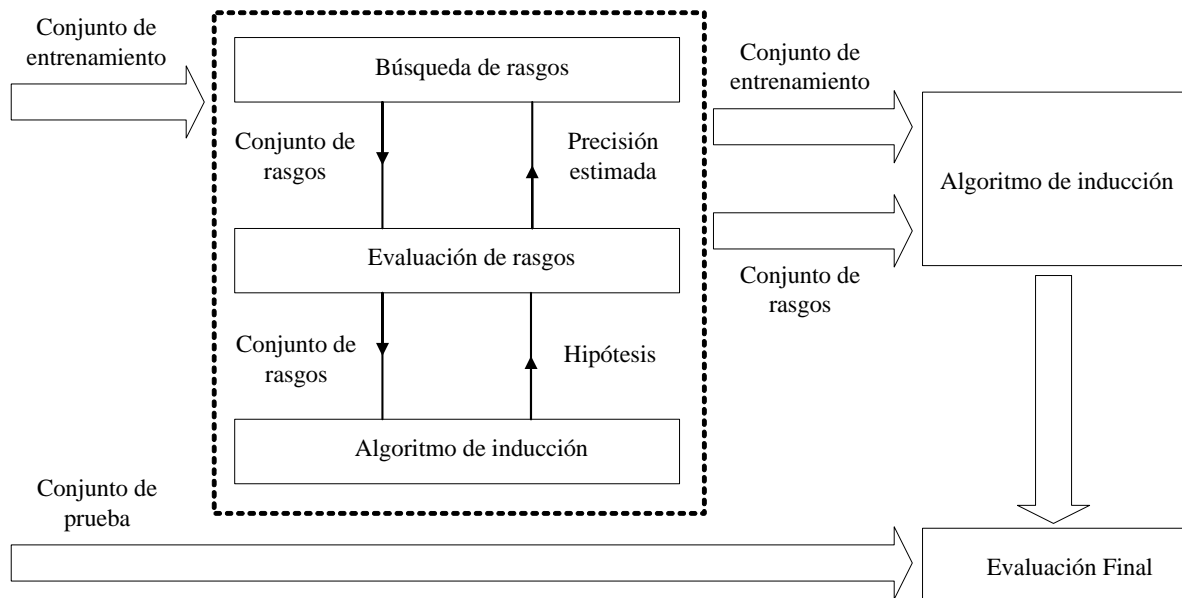 Conjunto de
entrenamiento
Búsqueda de rasgos
Conjunto de
rasgos
Precisión
estimada
Evaluación de rasgos
Conjunto de
rasgos
Hipótesis
Algoritmo de inducción
Conjunto de
entrenamiento
Algoritmo de inducción
Conjunto de
rasgos
Conjunto de
prueba
Evaluación Final